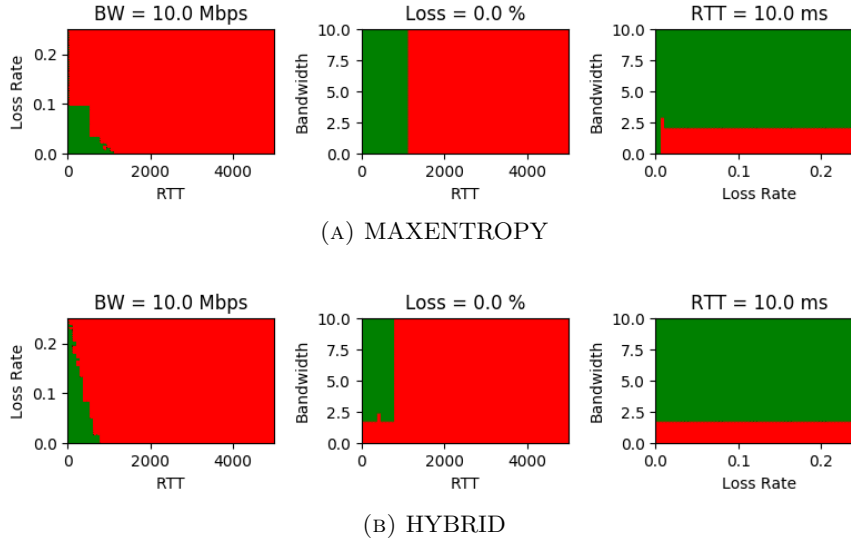 BW = 10.0 Mbps Loss = 0.0 % RTT = 10.0 ms
Loss Rate 0.2 0.1 0.0 Bandwidth 10.0 7.5 5.0 2.5 0.0 Bandwidth 10.0 7.5 5.0 2.5 0.0
0 2000 4000 0 2000 4000 0.0 0.1 0.2
RTT RTT Loss Rate
(A) MAXENTROPY
BW = 10.0 Mbps Loss = 0.0 % RTT = 10.0 ms
Loss Rate 0.2 0.1 0.0 Bandwidth 10.0 7.5 5.0 2.5 0.0 Bandwidth 10.0 7.5 5.0 2.5 0.0
0 2000 4000 0 2000 4000 0.0 0.1 0.2
RTT RTT Loss Rate
(B) HYBRID